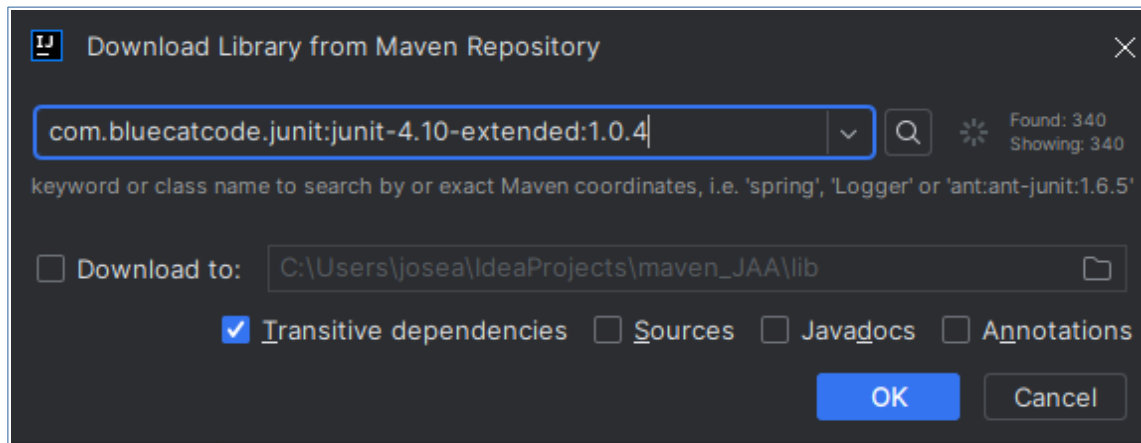 IJ Download Library from Maven Repository
com.bluecatcode.junit:junit-4.10-extended:1.0.4
Found: 340
Showing: 340
keyword or class name to search by or exact Maven coordinates, i.e. 'spring', 'Logger' or 'ant:ant-junit:1.6.5'
Download to: C:\Users\josea\IdeaProjects\maven_JAA\lib
Transitive dependencies Sources Javadocs Annotations
OK Cancel